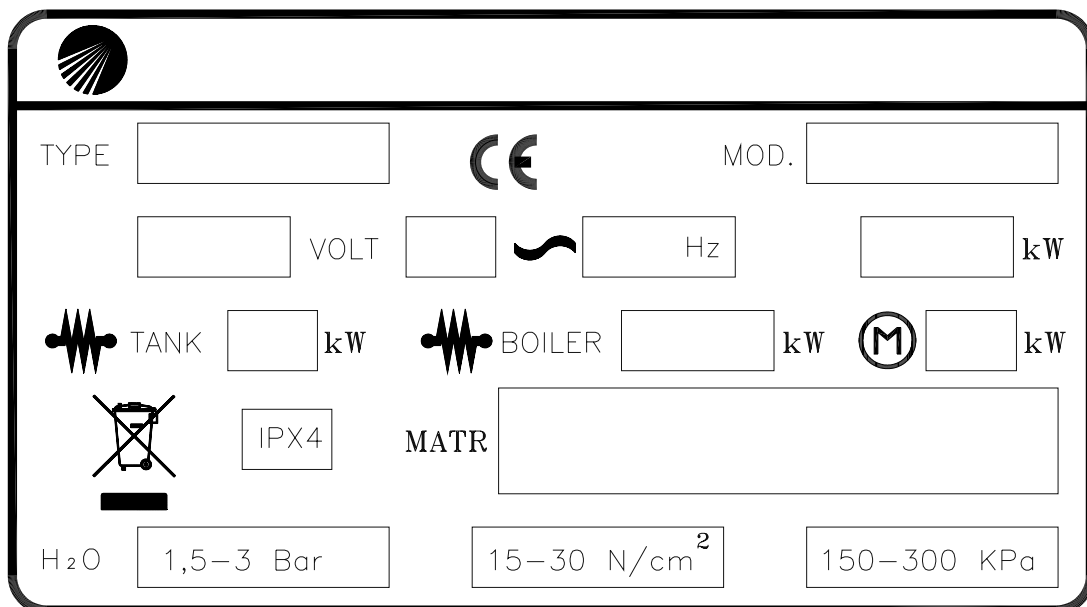 TYPE CE MOD.
VOLT Hz kW
TANK kW BOILER kW M kW
IPX4 MATR
H₂O 1,5–3 Bar 15–30 N/cm² 150–300 KPa